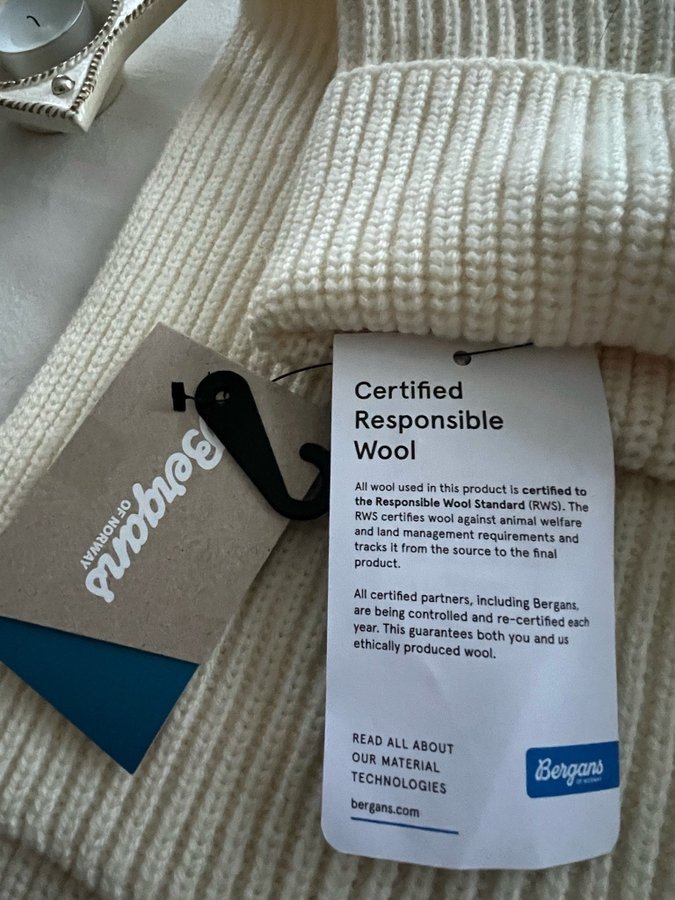 Certified
Responsible
Wool
All wool used in this product is certified to
the Responsible Wool Standard (RWS). The
RWS certifies wool against animal welfare
and land management requirements and
tracks it from the source to the final
product.
All certified partners, including Bergans,
are being controlled and re-certified each
year. This guarantees both you and us
ethically produced wool.
READ ALL ABOUT
OUR MATERIAL
TECHNOLOGIES
bergans.com
Bergans
OF NORWAY
Bergans
OF NORWAY